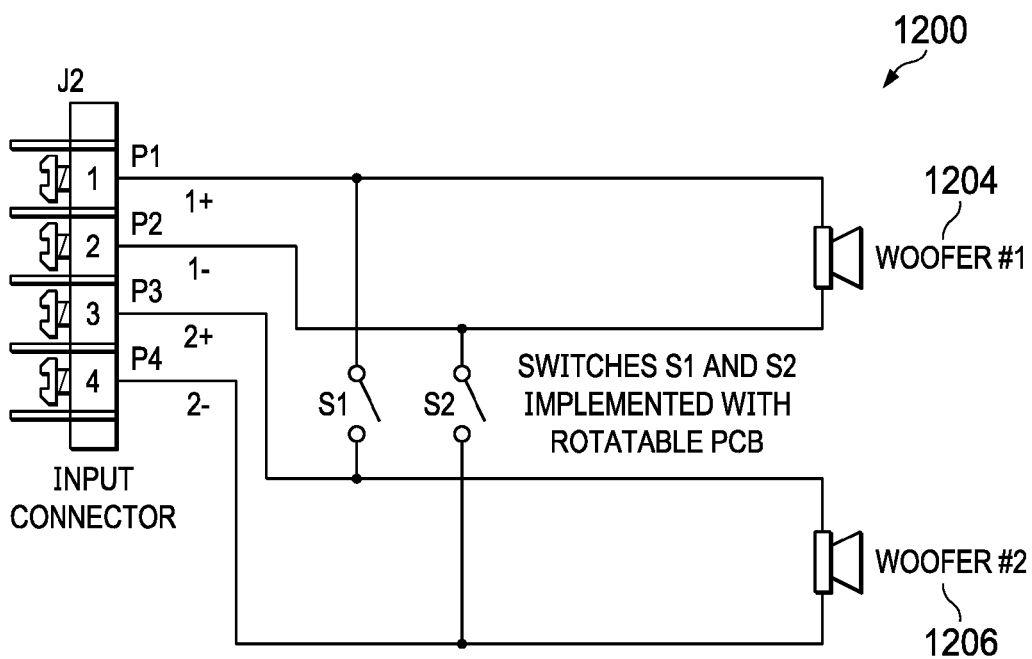 1200
J2
P1
1
1+
1204
P2
2
1-
WOOFER #1
P3
3
2+
P4
4
2-
SWITCHES S1 AND S2
IMPLEMENTED WITH
ROTATABLE PCB
S1
S2
INPUT
CONNECTOR
WOOFER #2
1206